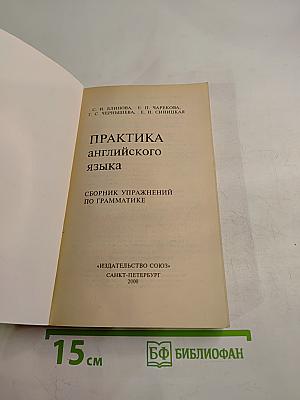 С. И. БЛИНОВА, Е. П. ЧАРЕКОВА,
Г. С. ЧЕРНЫШЕВА, Е. И. СИНИЦКАЯ
ПРАКТИКА
английского
языка
СБОРНИК УПРАЖНЕНИЙ
ПО ГРАММАТИКЕ
«ИЗДАТЕЛЬСТВО СОЮЗ»
САНКТ-ПЕТЕРБУРГ
2000
15 см
БФ БИБЛИОФАН